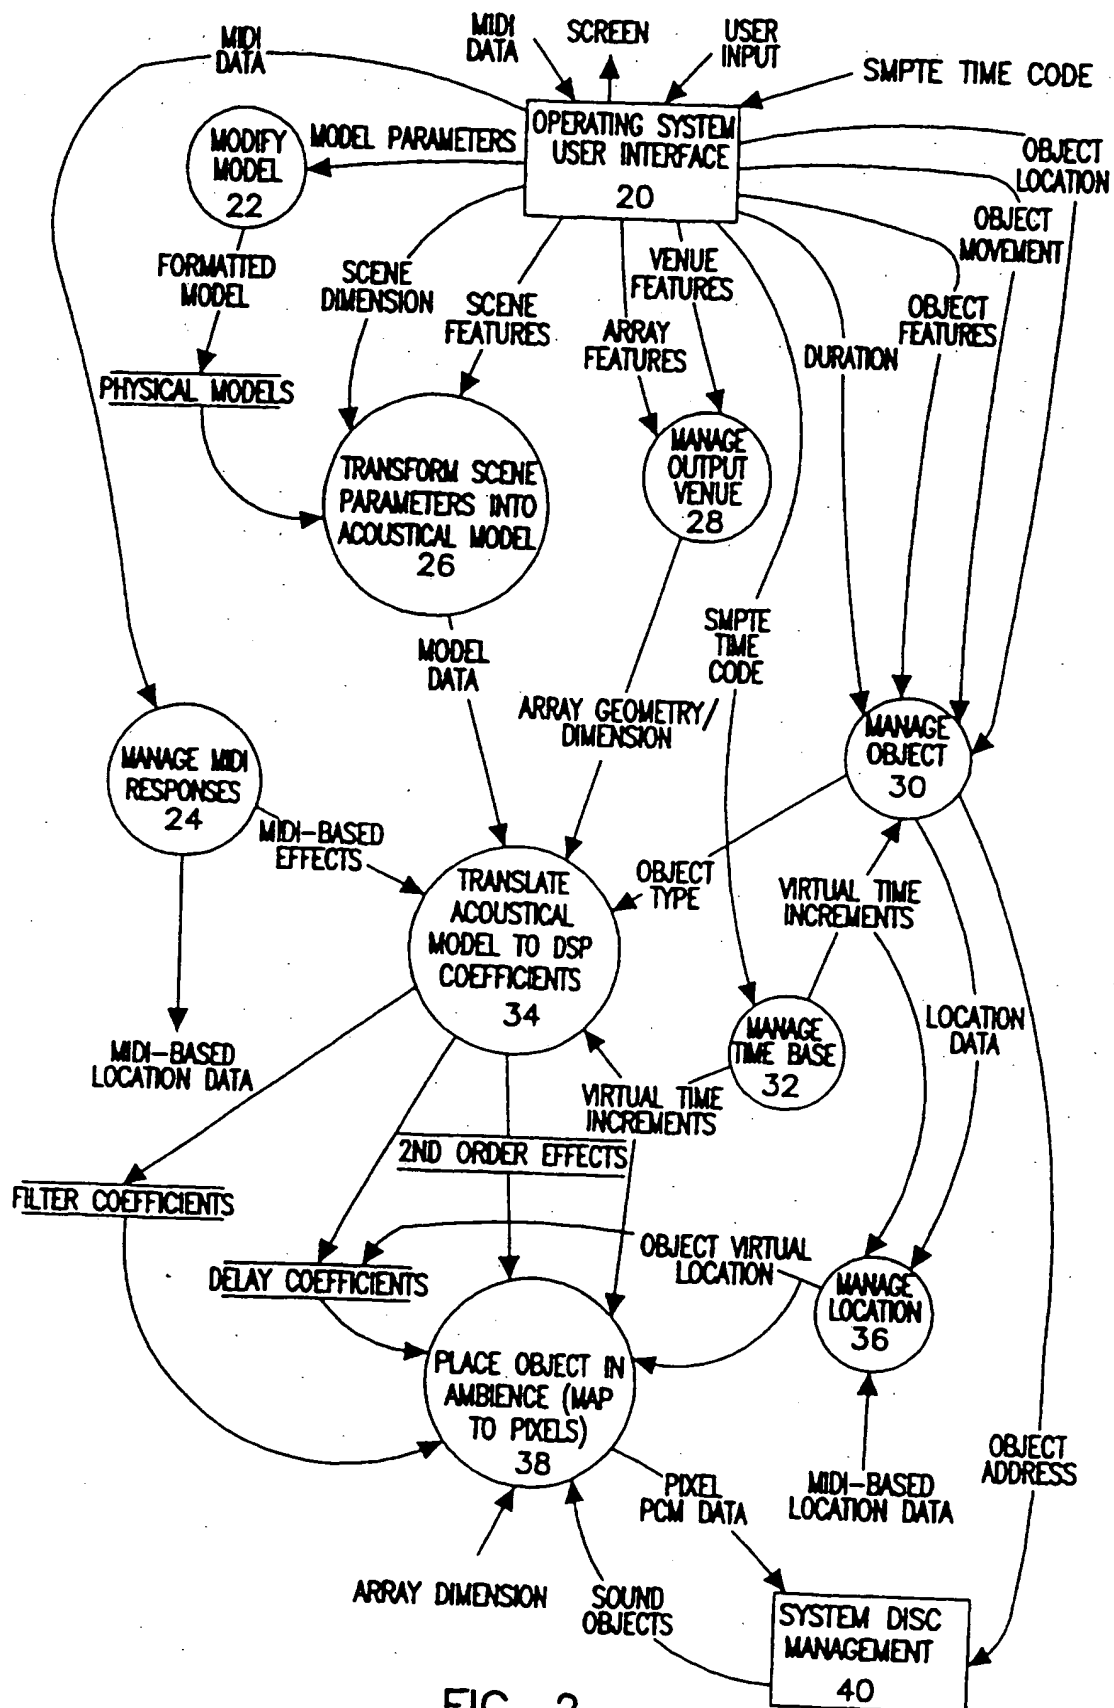 MIDI
DATA
MIDI
DATA
SCREEN
USER
INPUT
SMPTE TIME CODE
OPERATING SYSTEM
USER INTERFACE
20
MODIFY
MODEL
22
MODEL PARAMETERS
OBJECT
LOCATION
OBJECT
MOVEMENT
FORMATTED
MODEL
SCENE
DIMENSION
SCENE
FEATURES
VENUE
FEATURES
ARRAY
FEATURES
DURATION
OBJECT
FEATURES
PHYSICAL MODELS
TRANSFORM SCENE
PARAMETERS INTO
ACOUSTICAL MODEL
26
MANAGE
OUTPUT
VENUE
28
MODEL
DATA
SMPTE
TIME
CODE
ARRAY GEOMETRY/
DIMENSION
MANAGE
OBJECT
30
MANAGE MIDI
RESPONSES
24
MIDI-BASED
EFFECTS
TRANSLATE
ACOUSTICAL
MODEL TO DSP
COEFFICIENTS
34
OBJECT
TYPE
VIRTUAL TIME
INCREMENTS
MANAGE
TIME BASE
32
LOCATION
DATA
MIDI-BASED
LOCATION DATA
VIRTUAL TIME
INCREMENTS
2ND ORDER EFFECTS
FILTER COEFFICIENTS
DELAY COEFFICIENTS
OBJECT VIRTUAL
LOCATION
MANAGE
LOCATION
36
PLACE OBJECT IN
AMBIENCE (MAP
TO PIXELS)
38
PIXEL
PCM DATA
MIDI-BASED
LOCATION DATA
OBJECT
ADDRESS
ARRAY DIMENSION
SOUND
OBJECTS
SYSTEM DISC
MANAGEMENT
40
FIG. 2